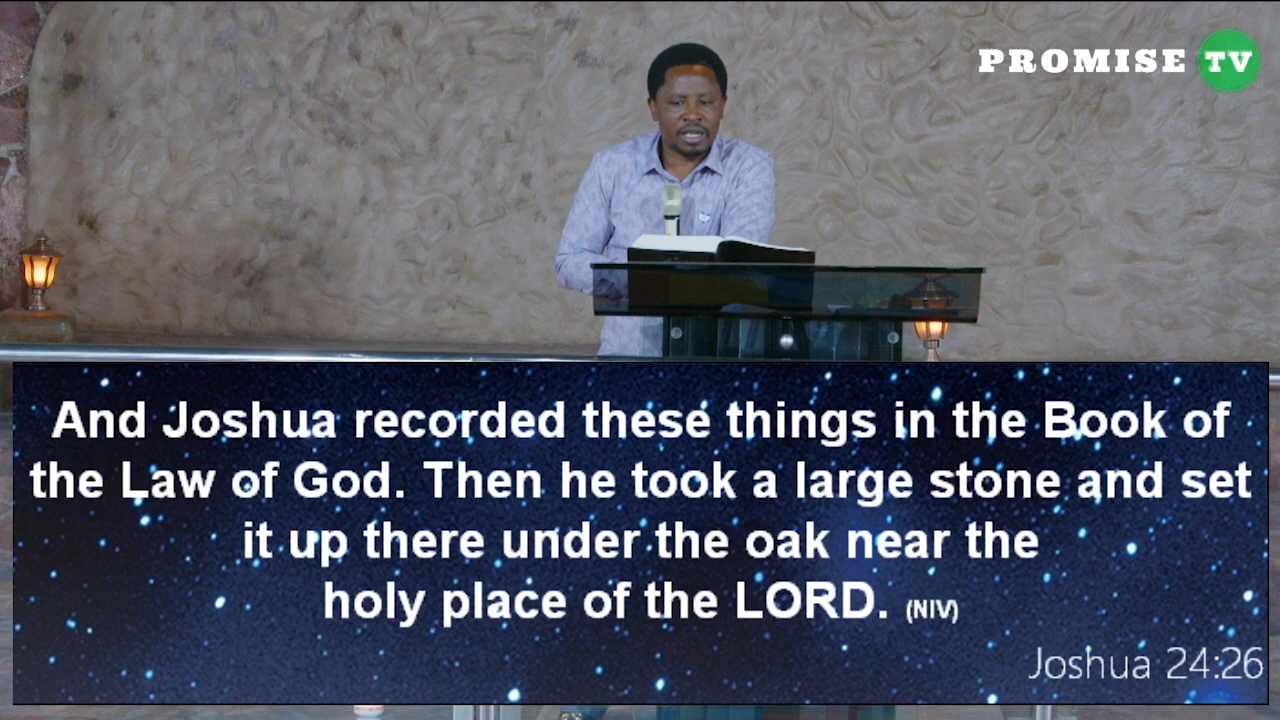 PROMISE TV
And Joshua recorded these things in the Book of
the Law of God. Then he took a large stone and set
it up there under the oak near the
holy place of the LORD. (NIV)
Joshua 24:26